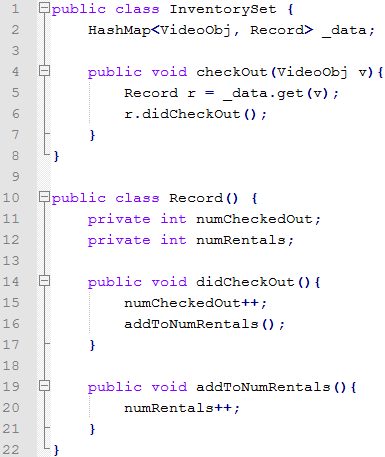 1 public class InventorySet {
2     HashMap<VideoObj, Record> _data;
3
4     public void checkOut(VideoObj v){
5         Record r = _data.get(v);
6         r.didCheckOut();
7     }
8 }
9
10 public class Record() {
11     private int numCheckedOut;
12     private int numRentals;
13
14     public void didCheckOut(){
15         numCheckedOut++;
16         addToNumRentals();
17     }
18
19     public void addToNumRentals(){
20         numRentals++;
21     }
22 }